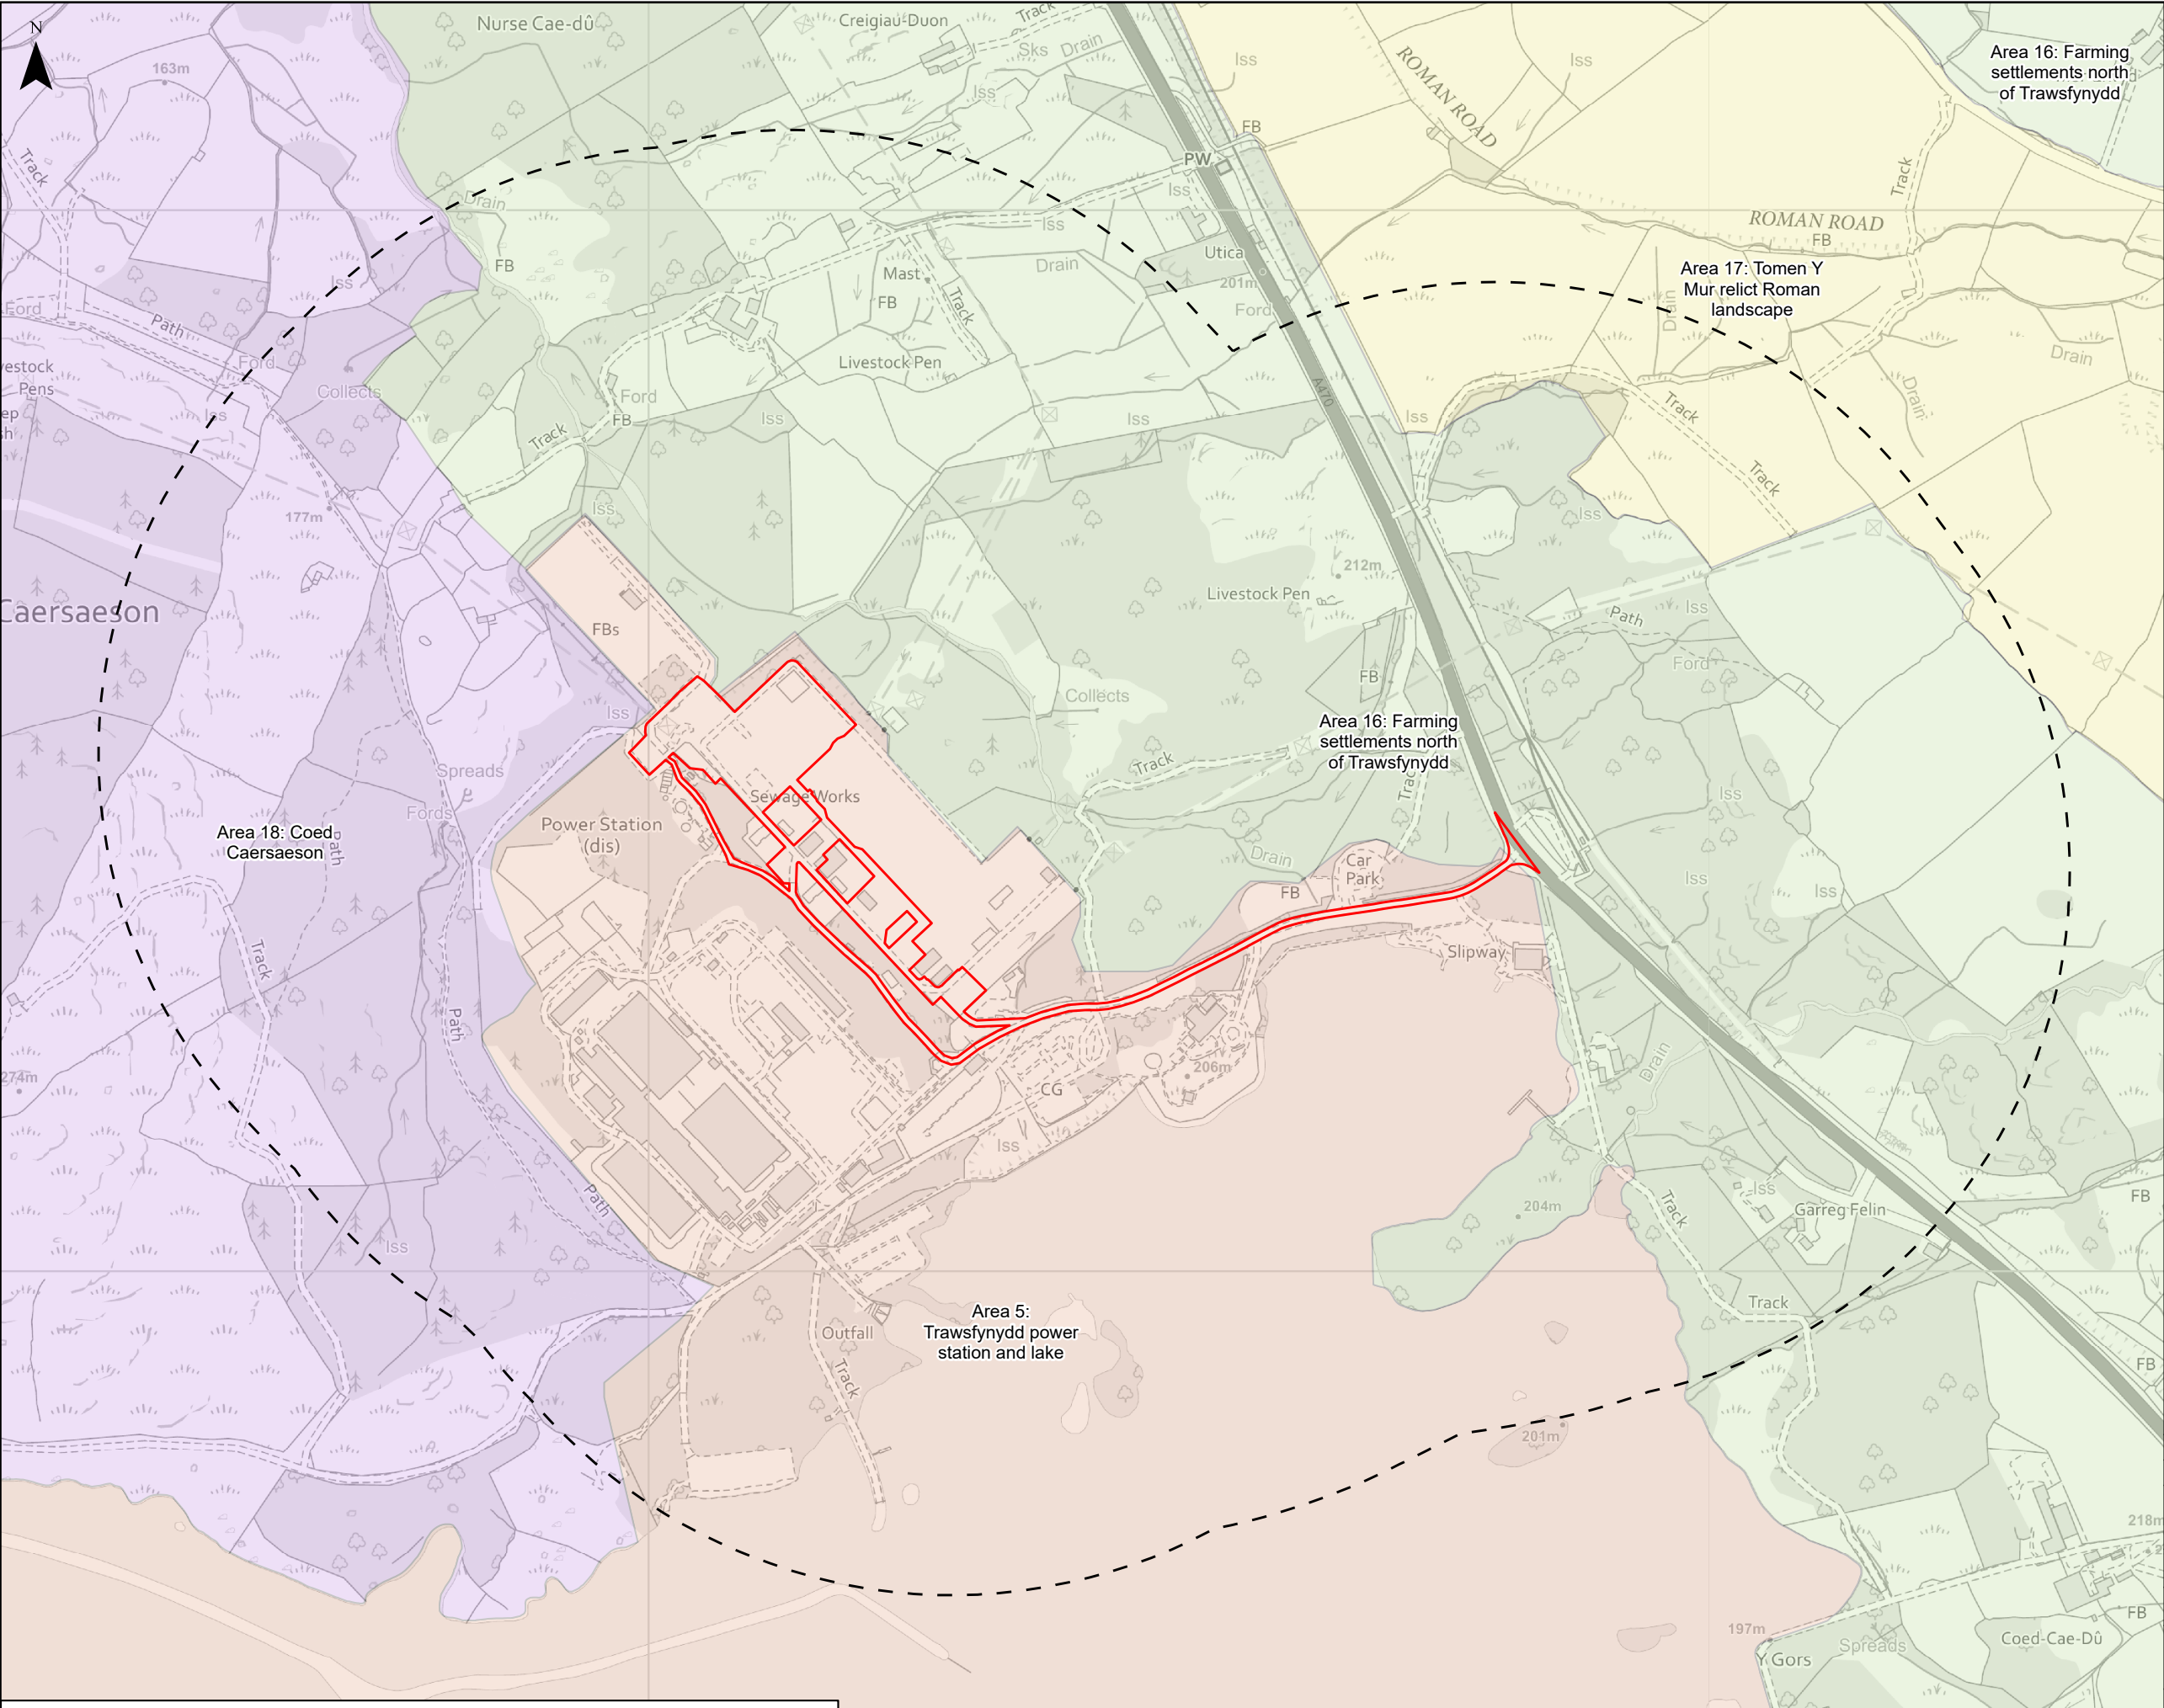 N
Nurse Cae-dû
Creigiau-Duon
Track
Sks
Drain
Iss
ROMAN ROAD
Iss
Area 16: Farming
settlements north
of Trawsfynydd
163m
Iss
FB
PW
Track
Track
Drain
Iss
Iss
ROMAN ROAD
FB
FB
Iss
Mast
FB
Drain
Utica
201m
Ford
Area 17: Tomen Y
Mur relict Roman
landscape
Drain
Ford
Path
Track
Ford
Livestock Pen
Drain
Drain
Pens
Collects
Ford
FB
Iss
Iss
A470
Iss
Track
Iss
Track
Track
177m
Iss
Iss
212m
Livestock Pen
Caersaeson
FBs
Path
Iss
Ford
FB
Collects
Iss
Area 16: Farming
settlements north
of Trawsfynydd
Track
Track
Spreads
Sewage Works
Iss
Fords
Power Station
(dis)
Area 18: Coed
Caersaeson
Path
Drain
Car
Park
FB
Iss
Iss
Track
Slipway
Path
274m
CG
206m
Drain
Iss
Path
Iss
Track
Iss
Garreg Felin
204m
FB
Area 5:
Trawsfynydd power
station and lake
Outfall
Track
Track
FB
201m
218m
197m
Y Gors
Spreads
Coed-Cae-Dû
FB